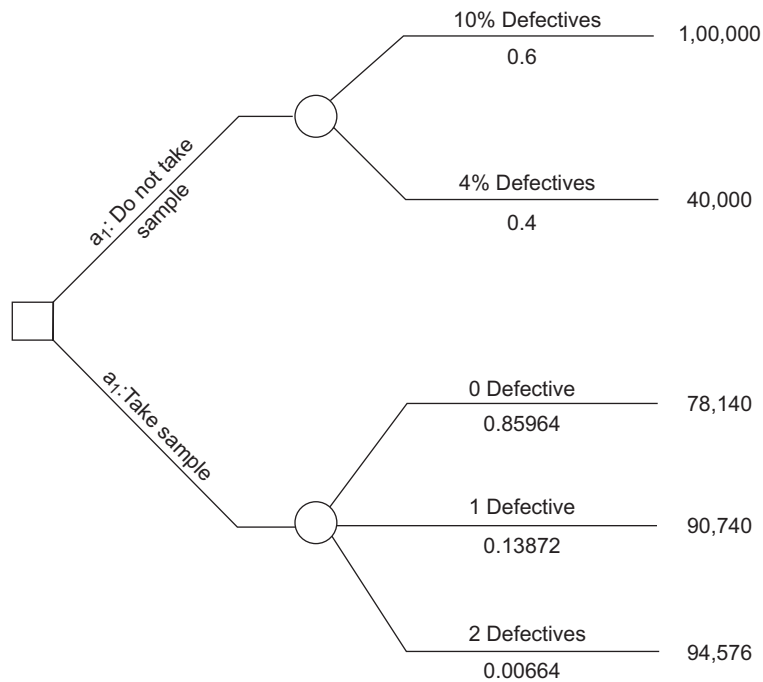 10% Defectives
1,00,000
0.6
a₁: Do not take
sample
4% Defectives
40,000
0.4
a₁:Take sample
0 Defective
78,140
0.85964
1 Defective
90,740
0.13872
2 Defectives
94,576
0.00664